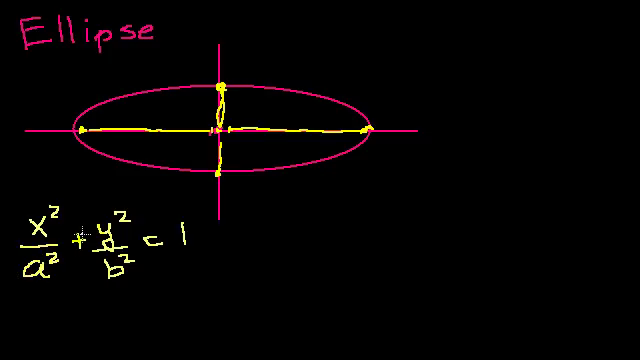 Ellipse
x²/a² + y²/b² = 1